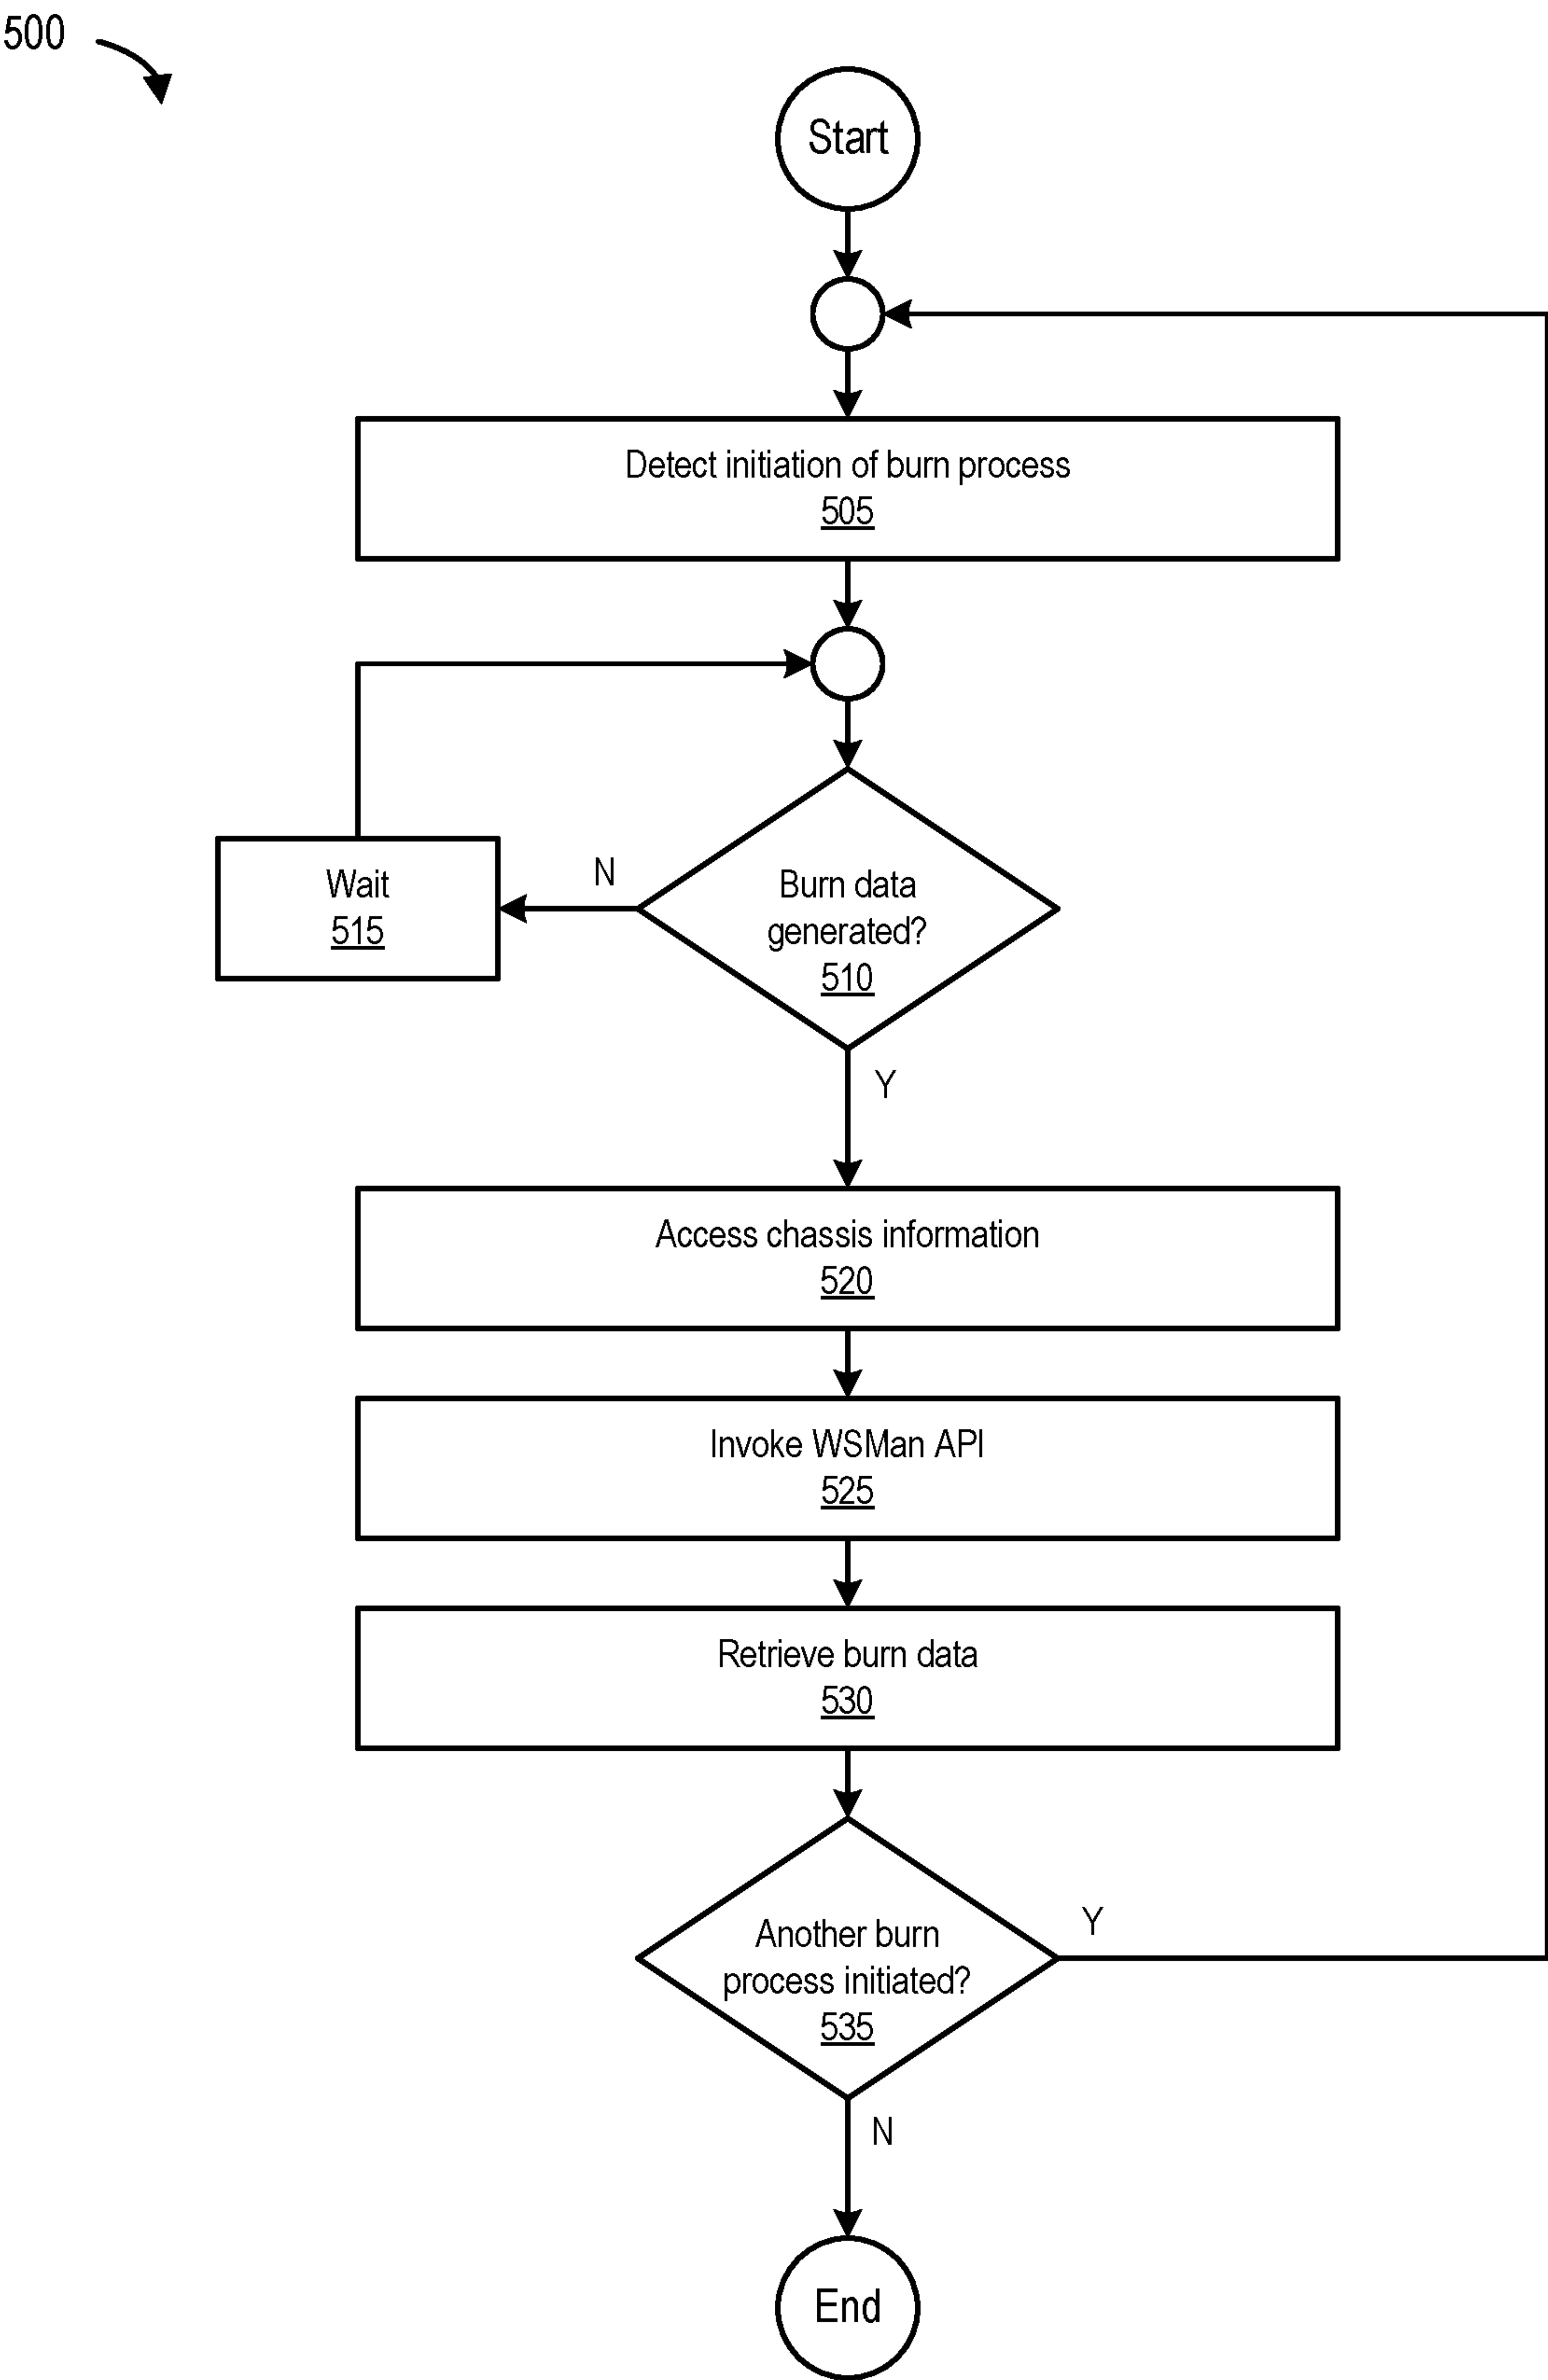 500
Start
Detect initiation of burn process
505
Wait
515
N
Burn data
generated?
510
Y
Access chassis information
520
Invoke WSMan API
525
Retrieve burn data
530
Another burn
process initiated?
535
Y
N
End